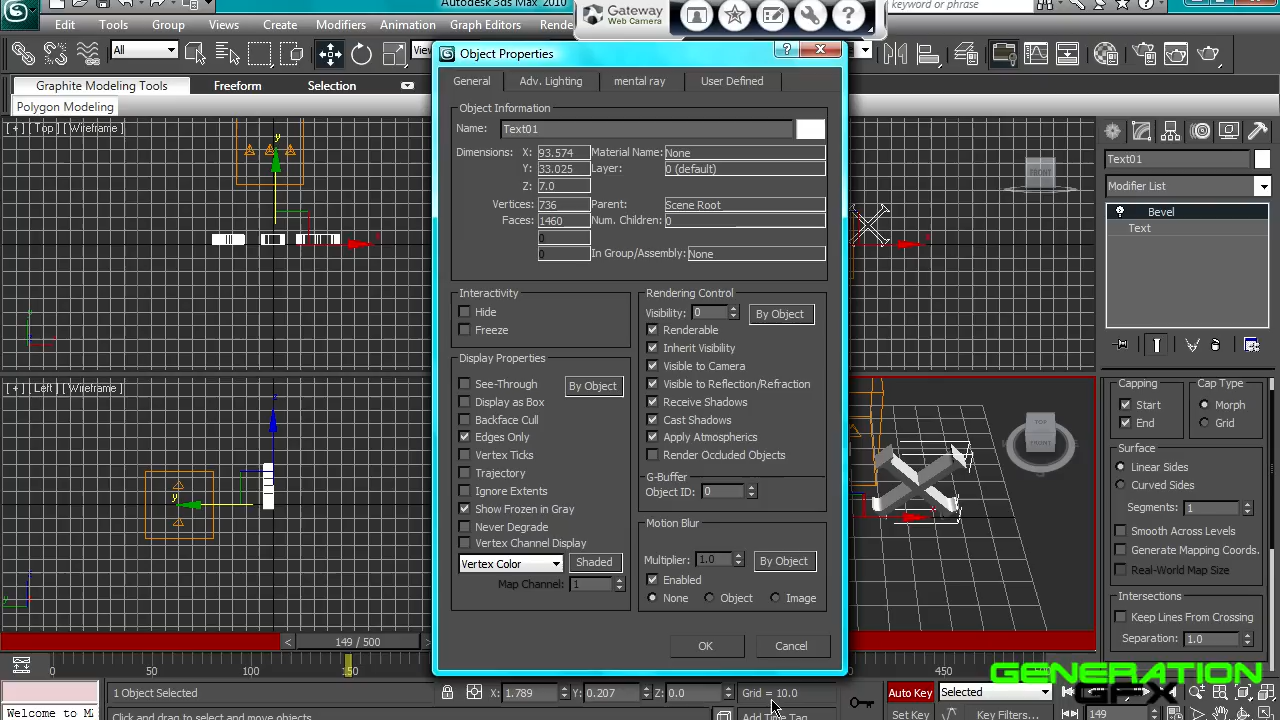 Autodesk 3ds Max 2010
Gateway
Web Camera
or phrase
Edit Tools Group Views Create Modifiers Animation Graph Editors
All
Graphite Modeling Tools Freeform Selection
Polygon Modeling
[ + ] [ Top ] [ Wireframe ]
y
x
[ + ] [ Left ] [ Wireframe ]
y
Object Properties
General Adv. Lighting mental ray User Defined
Object Information
Name: Text01
Dimensions: X: 93.574 Material Name: None
Y: 33.025 Layer: 0 (default)
Z: 7.0
Vertices: 736 Parent: Scene Root
Faces: 1460 Num. Children: 0
0
0 In Group/Assembly: None
Interactivity
Hide
Freeze
Display Properties
See-Through By Object
Display as Box
Backface Cull
Edges Only
Vertex Ticks
Trajectory
Ignore Extents
Show Frozen in Gray
Never Degrade
Vertex Channel Display
Vertex Color Shaded
Map Channel: 1
Rendering Control
Visibility: 0 By Object
Renderable
Inherit Visibility
Visible to Camera
Visible to Reflection/Refraction
Receive Shadows
Cast Shadows
Apply Atmospherics
Render Occluded Objects
G-Buffer
Object ID: 0
Motion Blur
Multiplier: 1.0 By Object
Enabled
None Object Image
OK Cancel
FRONT
TOP
FRONT
Text01
Modifier List
Bevel
Text
Capping Cap Type
Start Morph
End Grid
Surface
Linear Sides
Curved Sides
Segments: 1
Smooth Across Levels
Generate Mapping Coords.
Real-World Map Size
Intersections
Keep Lines From Crossing
Separation: 1.0
< 149 / 500 >
0 50 100 150 450
GENERATION
GFX
1 Object Selected X: 1.789 Y: 0.207 Z: 0.0 Grid = 10.0 Auto Key Selected
Welcome to M Click and drag to select and move objects Add Time Tag Set Key Key Filters... 149